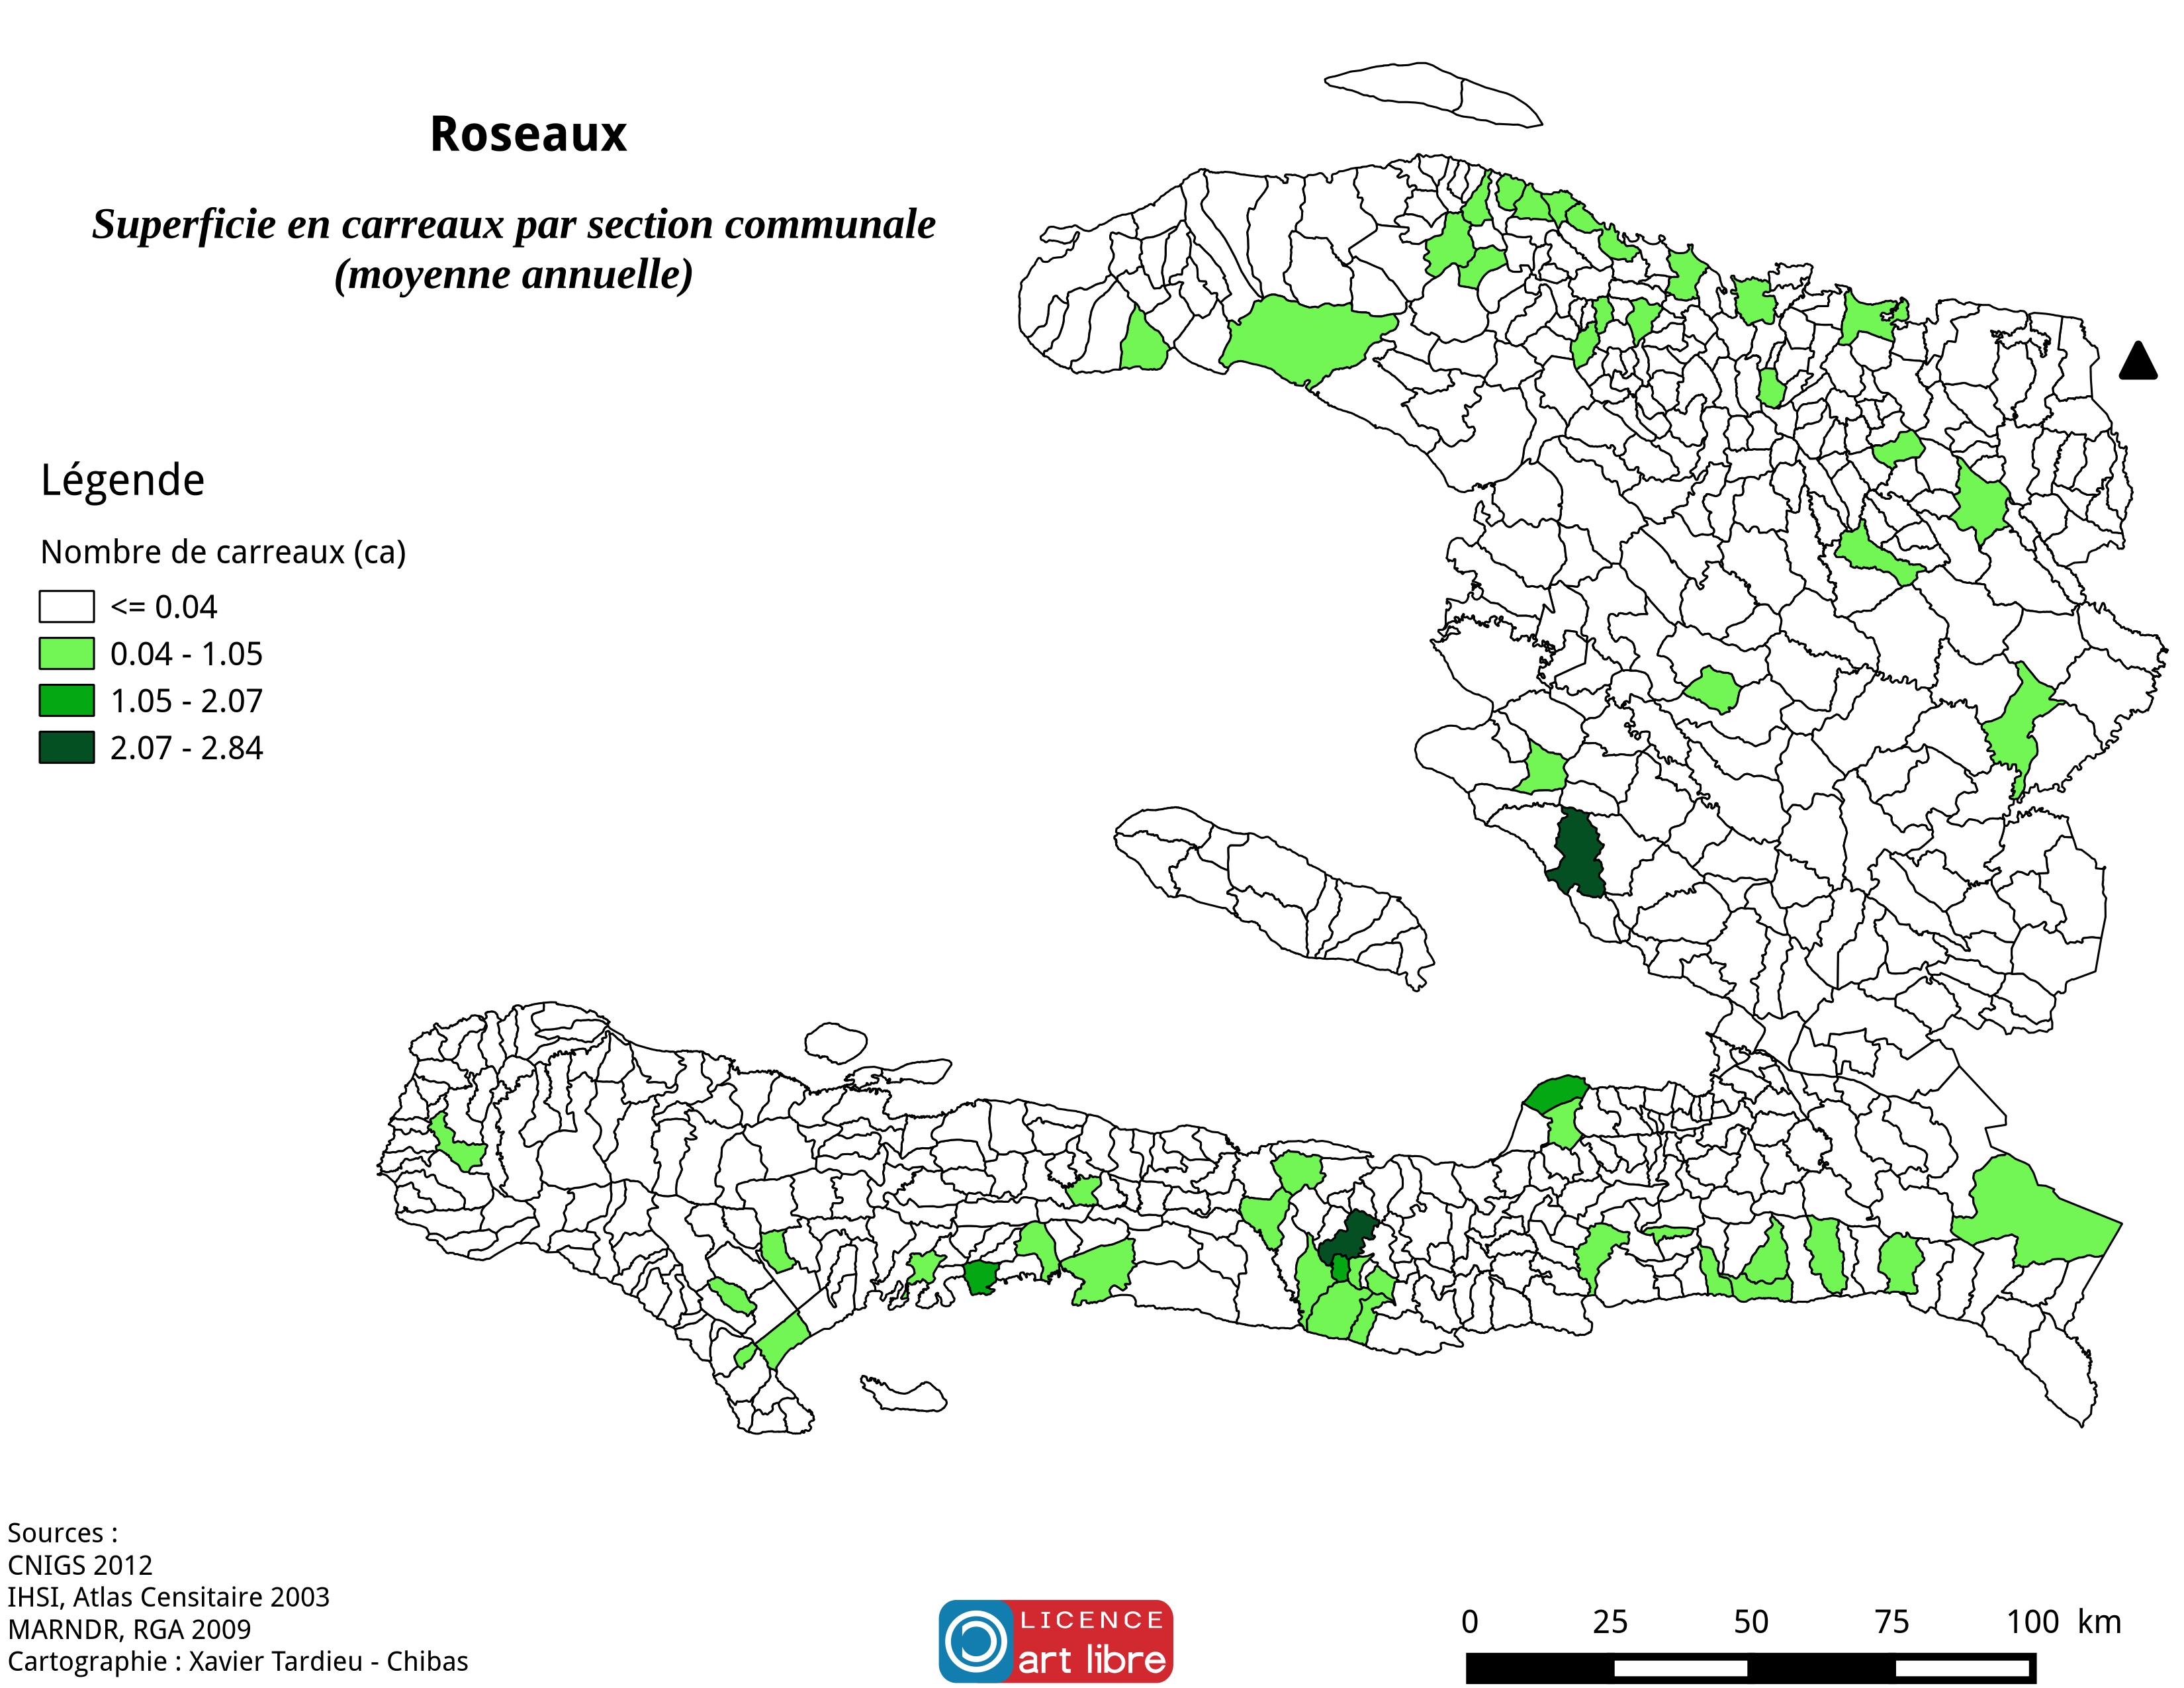 Roseaux
Superficie en carreaux par section communale
(moyenne annuelle)
Légende
Nombre de carreaux (ca)
<= 0.04
0.04 - 1.05
1.05 - 2.07
2.07 - 2.84
Sources :
CNIGS 2012
IHSI, Atlas Censitaire 2003
MARNDR, RGA 2009
Cartographie : Xavier Tardieu - Chibas
LICENCE
art libre
0 25 50 75 100 km